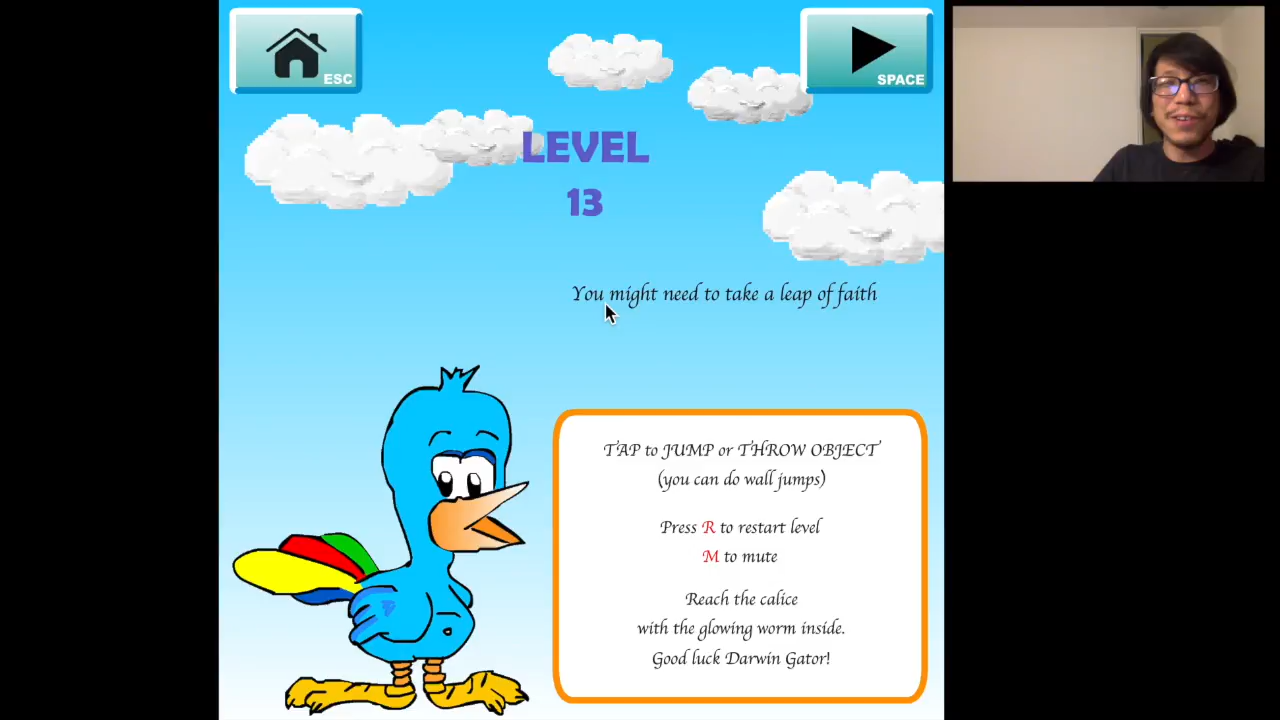 ESC
SPACE
LEVEL
13
You might need to take a leap of faith
TAP to JUMP or THROW OBJECT
(you can do wall jumps)
Press R to restart level
M to mute
Reach the calice
with the glowing worm inside.
Good luck Darwin Gator!